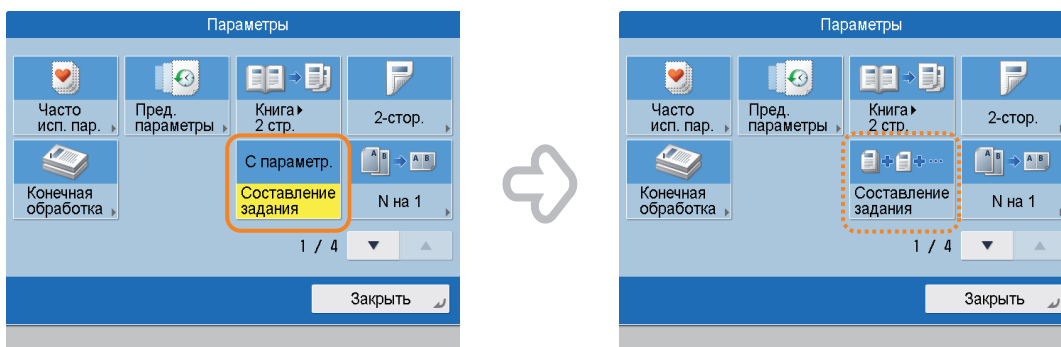 Параметры
Часто
исп. пар.
Пред.
параметры
Книга▸
2 стр.
2-стор.
Конечная
обработка
С параметр.
Составление
задания
A B → A B
N на 1
1 / 4
Закрыть
Параметры
Часто
исп. пар.
Пред.
параметры
Книга▸
2 стр.
2-стор.
Конечная
обработка
Составление
задания
A B → A B
N на 1
1 / 4
Закрыть